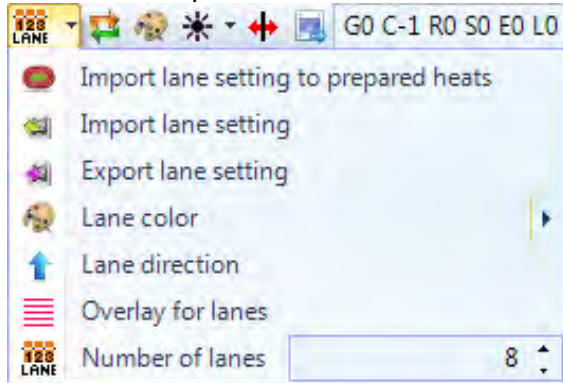 123 LANE G0 C-1 R0 S0 E0 L0
Import lane setting to prepared heats
Import lane setting
Export lane setting
Lane color
Lane direction
Overlay for lanes
123 LANE Number of lanes 8